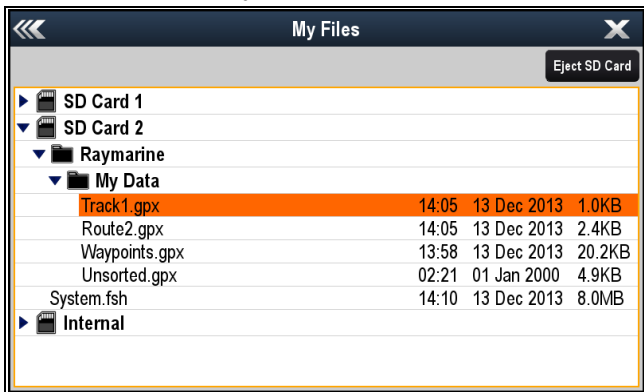 My Files
Eject SD Card
SD Card 1
SD Card 2
Raymarine
My Data
Track1.gpx 14:05 13 Dec 2013 1.0KB
Route2.gpx 14:05 13 Dec 2013 2.4KB
Waypoints.gpx 13:58 13 Dec 2013 20.2KB
Unsorted.gpx 02:21 01 Jan 2000 4.9KB
System.fsh 14:10 13 Dec 2013 8.0MB
Internal